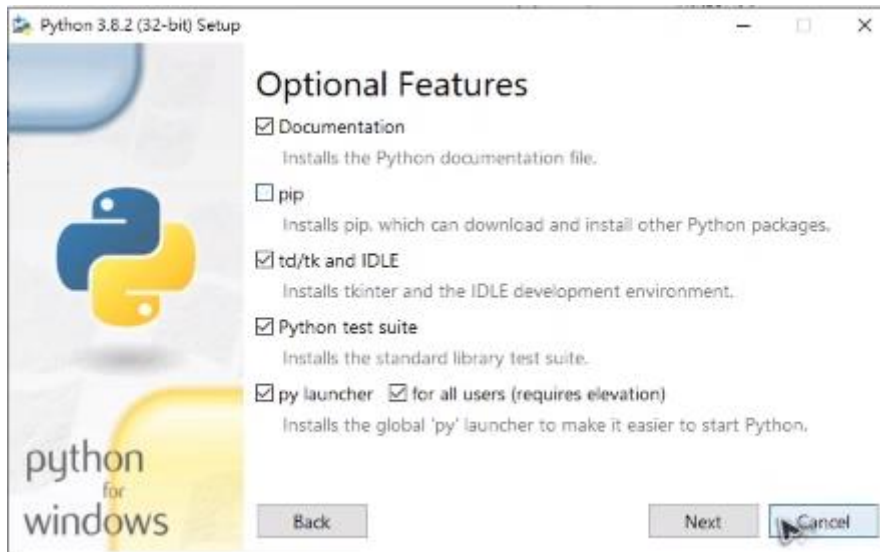 Python 3.8.2 (32-bit) Setup
Optional Features
Documentation
Installs the Python documentation file.
pip
Installs pip, which can download and install other Python packages.
td/tk and IDLE
Installs tkinter and the IDLE development environment.
Python test suite
Installs the standard library test suite.
py launcher for all users (requires elevation)
Installs the global 'py' launcher to make it easier to start Python.
python
for
windows
Back Next Cancel